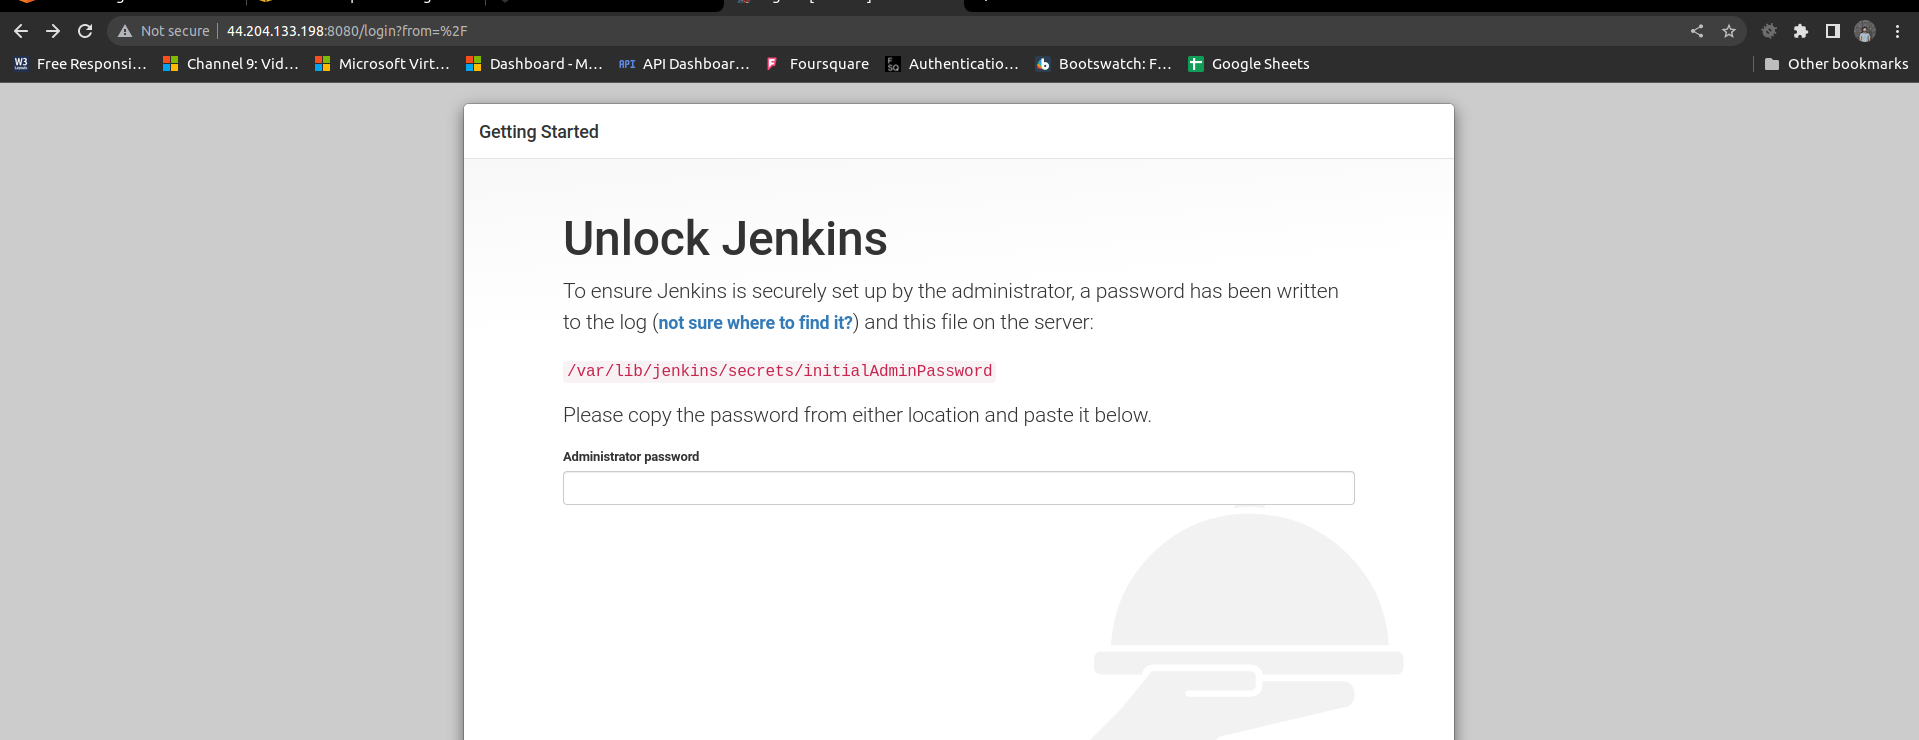 Not secure 44.204.133.198:8080/login?from=%2F
W3 Free Responsi... Channel 9: Vid... Microsoft Virt... Dashboard - M... API API Dashboar... Foursquare FSQ Authenticatio... Bootswatch: F... Google Sheets Other bookmarks
Getting Started
Unlock Jenkins
To ensure Jenkins is securely set up by the administrator, a password has been written
to the log (not sure where to find it?) and this file on the server:
/var/lib/jenkins/secrets/initialAdminPassword
Please copy the password from either location and paste it below.
Administrator password